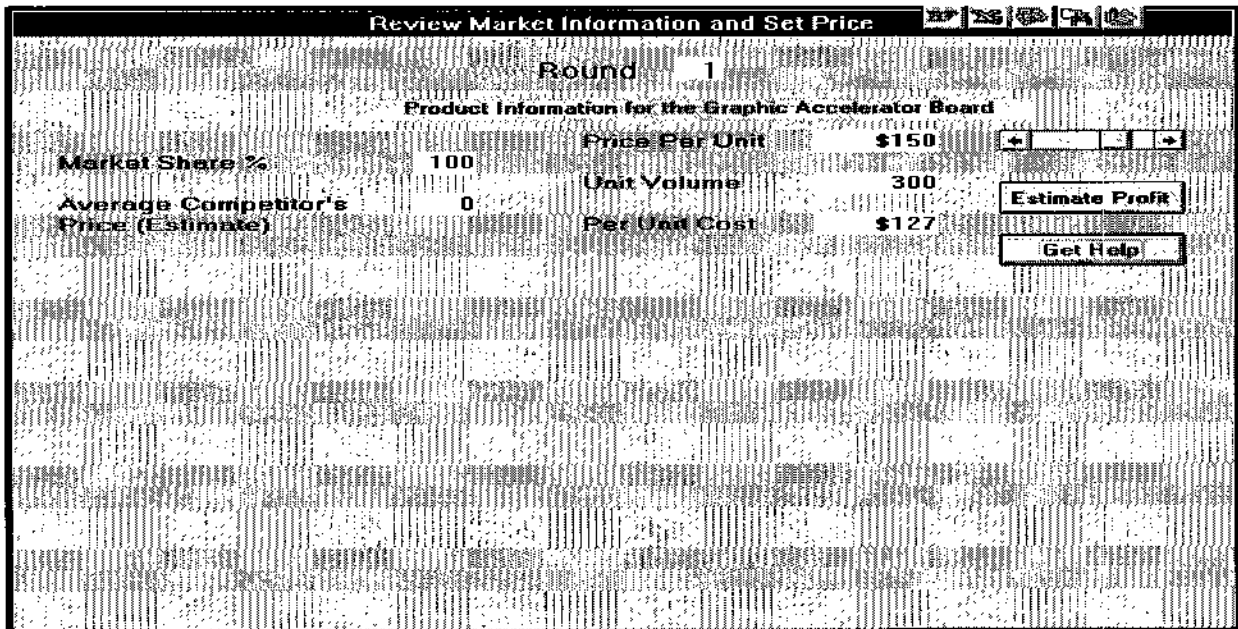 Review Market Information and Set Price
Round 1
Product Information for the Graphic Accelerator Board
Price Per Unit $150
Market Share % 100
Unit Volume 300
Average Competitor's Price (Estimate) 0
Estimate Profit
Per Unit Cost $127
Get Help